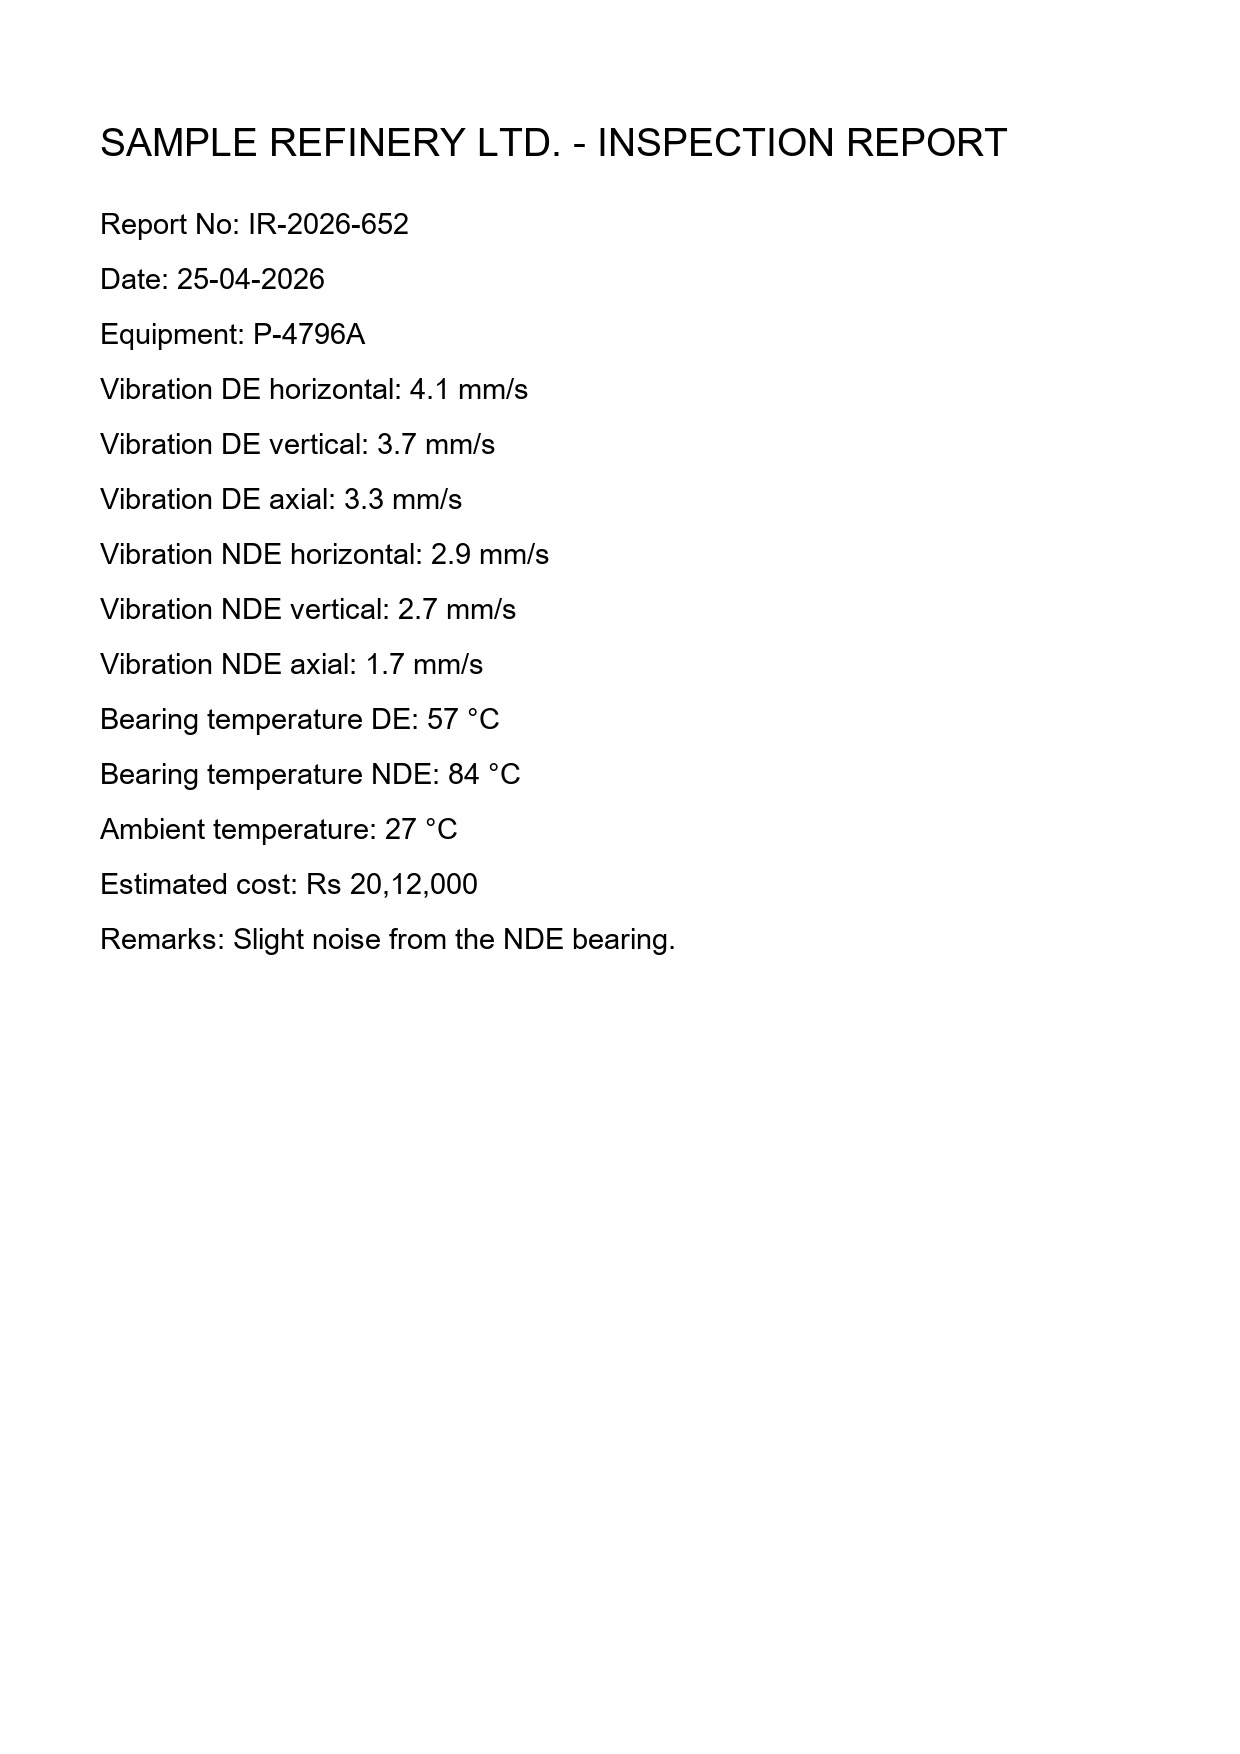 SAMPLE REFINERY LTD. - INSPECTION REPORT
Report No: IR-2026-652
Date: 25-04-2026
Equipment: P-4796A
Vibration DE horizontal: 4.1 mm/s
Vibration DE vertical: 3.7 mm/s
Vibration DE axial: 3.3 mm/s
Vibration NDE horizontal: 2.9 mm/s
Vibration NDE vertical: 2.7 mm/s
Vibration NDE axial: 1.7 mm/s
Bearing temperature DE: 57 °C
Bearing temperature NDE: 84 °C
Ambient temperature: 27 °C
Estimated cost: Rs 20,12,000
Remarks: Slight noise from the NDE bearing.